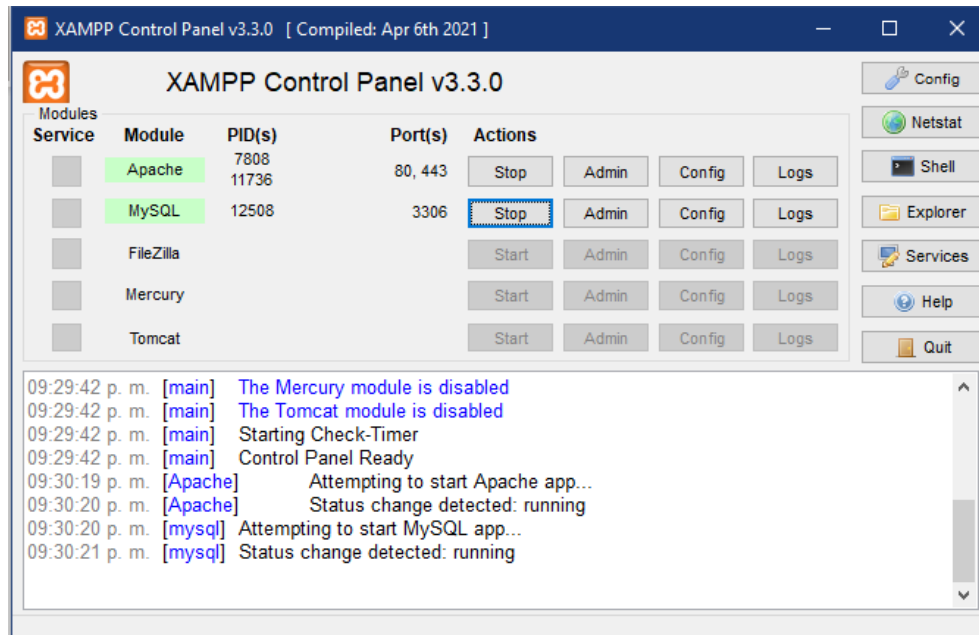 XAMPP Control Panel v3.3.0 [ Compiled: Apr 6th 2021 ]
XAMPP Control Panel v3.3.0
Config
Netstat
Shell
Explorer
Services
Help
Quit
Modules
Service Module PID(s) Port(s) Actions
Apache 7808 11736 80, 443 Stop Admin Config Logs
MySQL 12508 3306 Stop Admin Config Logs
FileZilla Start Admin Config Logs
Mercury Start Admin Config Logs
Tomcat Start Admin Config Logs
09:29:42 p. m. [main] The Mercury module is disabled
09:29:42 p. m. [main] The Tomcat module is disabled
09:29:42 p. m. [main] Starting Check-Timer
09:29:42 p. m. [main] Control Panel Ready
09:30:19 p. m. [Apache] Attempting to start Apache app...
09:30:20 p. m. [Apache] Status change detected: running
09:30:20 p. m. [mysql] Attempting to start MySQL app...
09:30:21 p. m. [mysql] Status change detected: running